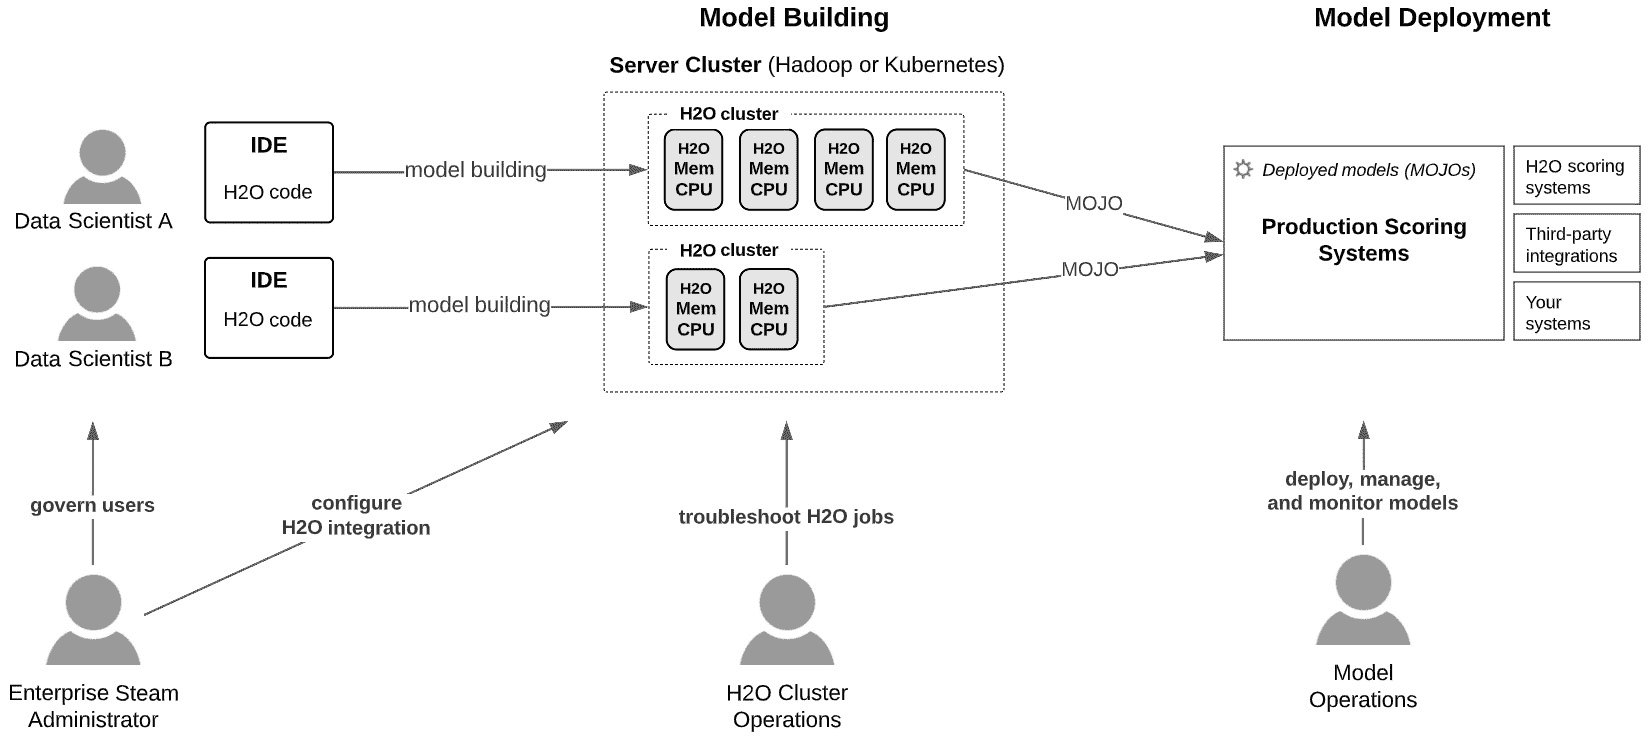 Model Building
Model Deployment
Server Cluster (Hadoop or Kubernetes)
H2O cluster
H2O
Mem
CPU
H2O
Mem
CPU
H2O
Mem
CPU
H2O
Mem
CPU
IDE
H2O code
Data Scientist A
model building
MOJO
Deployed models (MOJOs)
Production Scoring
Systems
H2O scoring
systems
Third-party
integrations
Your
systems
H2O cluster
H2O
Mem
CPU
H2O
Mem
CPU
IDE
H2O code
Data Scientist B
model building
MOJO
govern users
configure
H2O integration
troubleshoot H2O jobs
deploy, manage,
and monitor models
Enterprise Steam
Administrator
H2O Cluster
Operations
Model
Operations